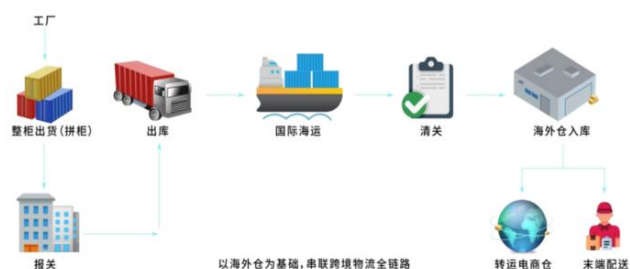 工厂
整柜出货(拼柜)
出库
国际海运
清关
海外仓入库
报关
以海外仓为基础,串联跨境物流全链路
转运电商仓
末端配送